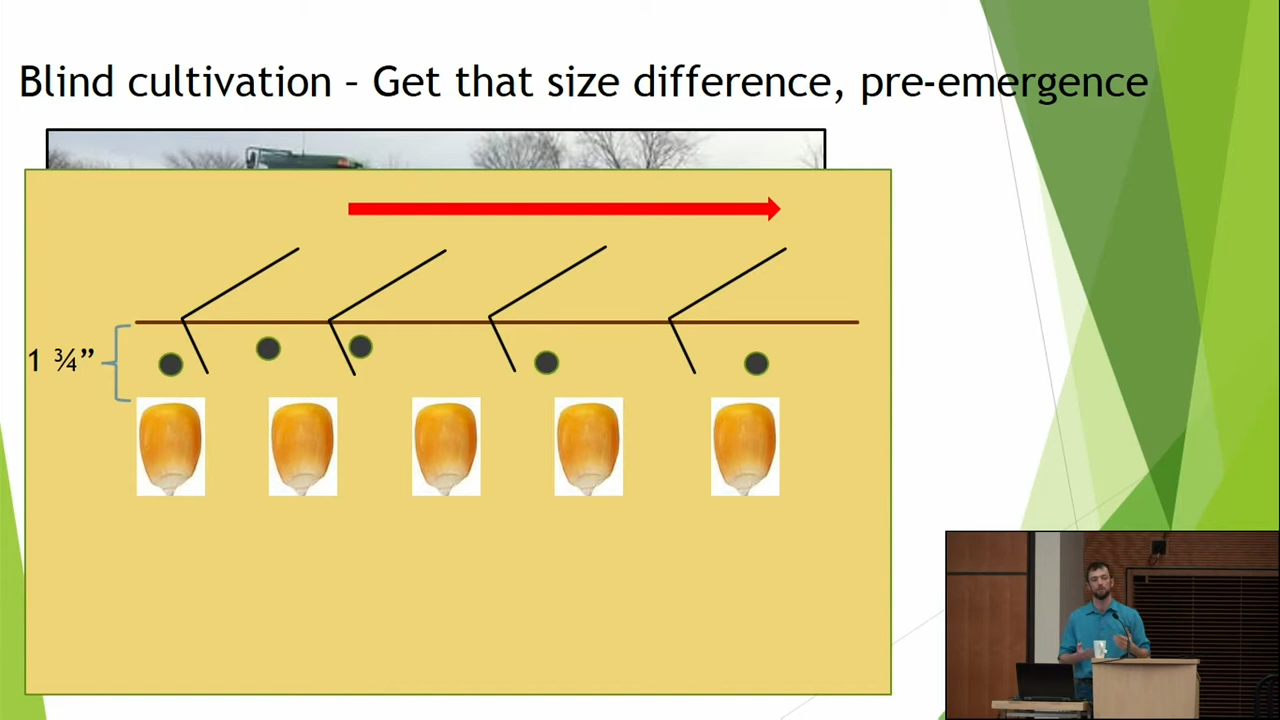 Blind cultivation – Get that size difference, pre-emergence
1 ¾”